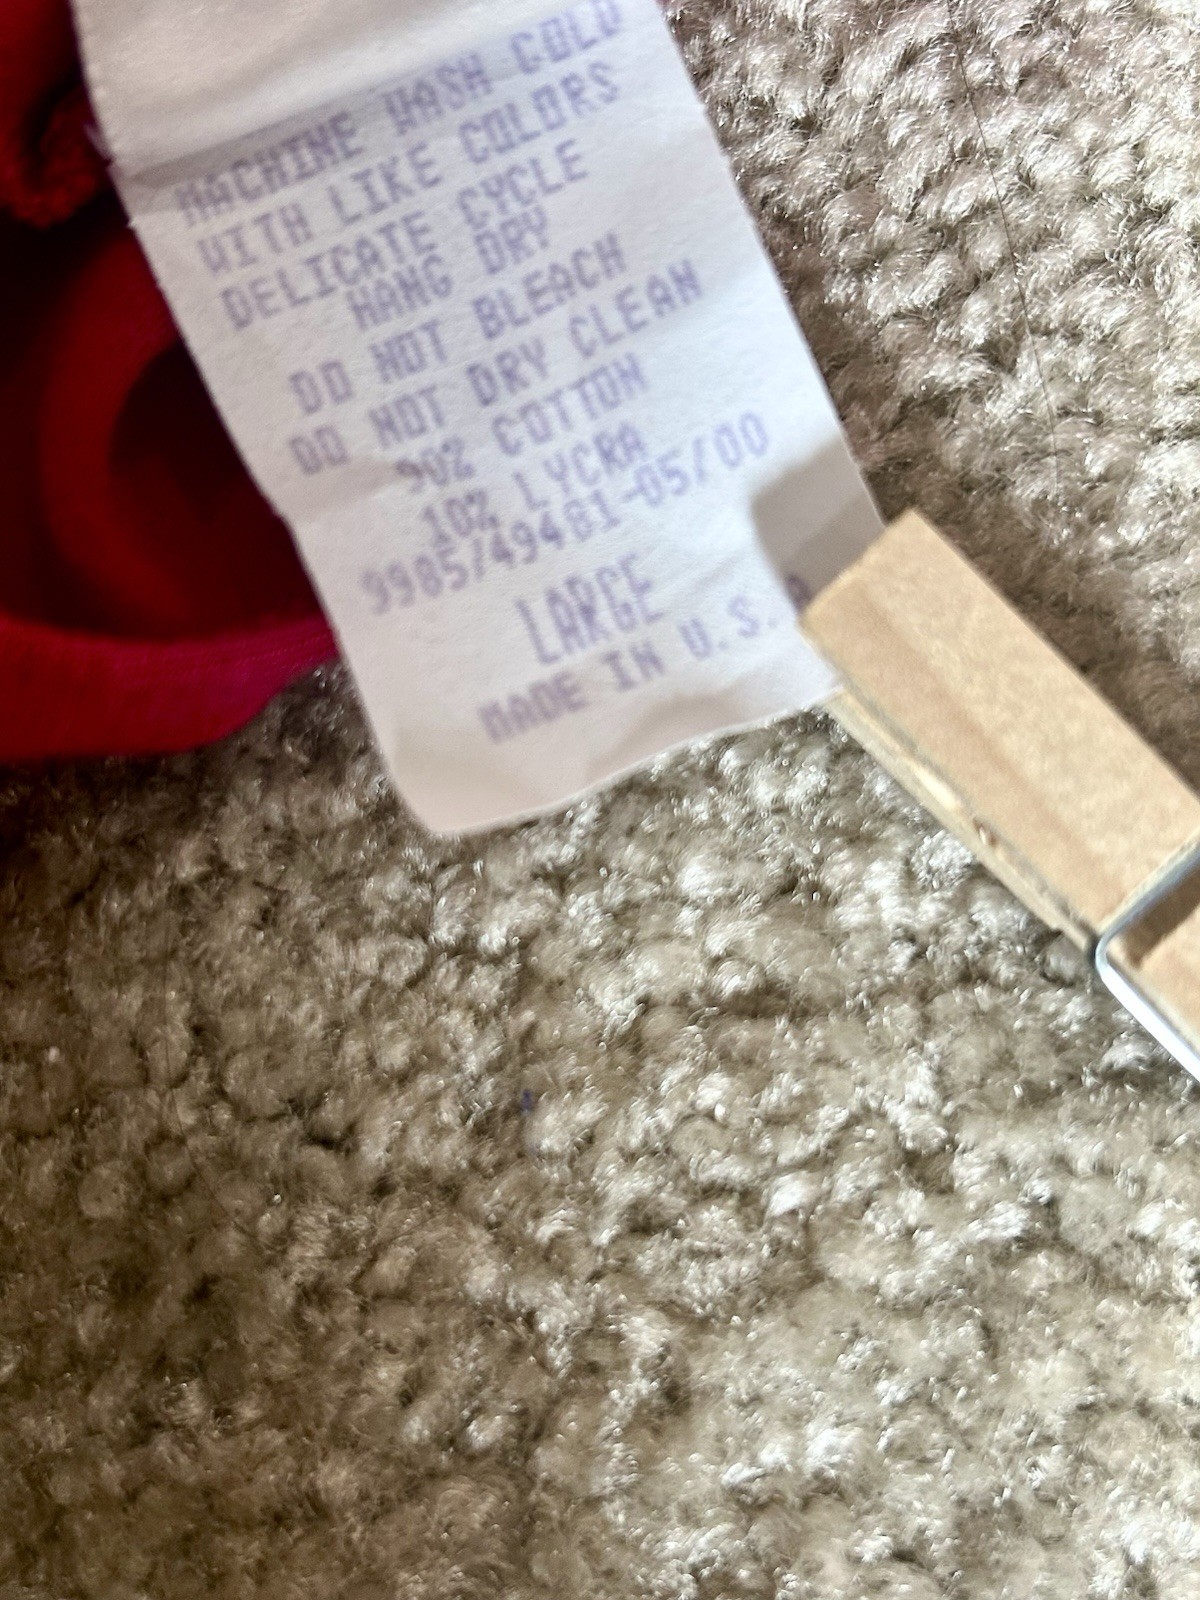 MACHINE WASH COLD
WITH LIKE COLORS
DELICATE CYCLE
HANG DRY
DO NOT BLEACH
DO NOT DRY CLEAN
90% COTTON
10% LYCRA
9985/49481-05/00
LARGE
MADE IN U.S.A